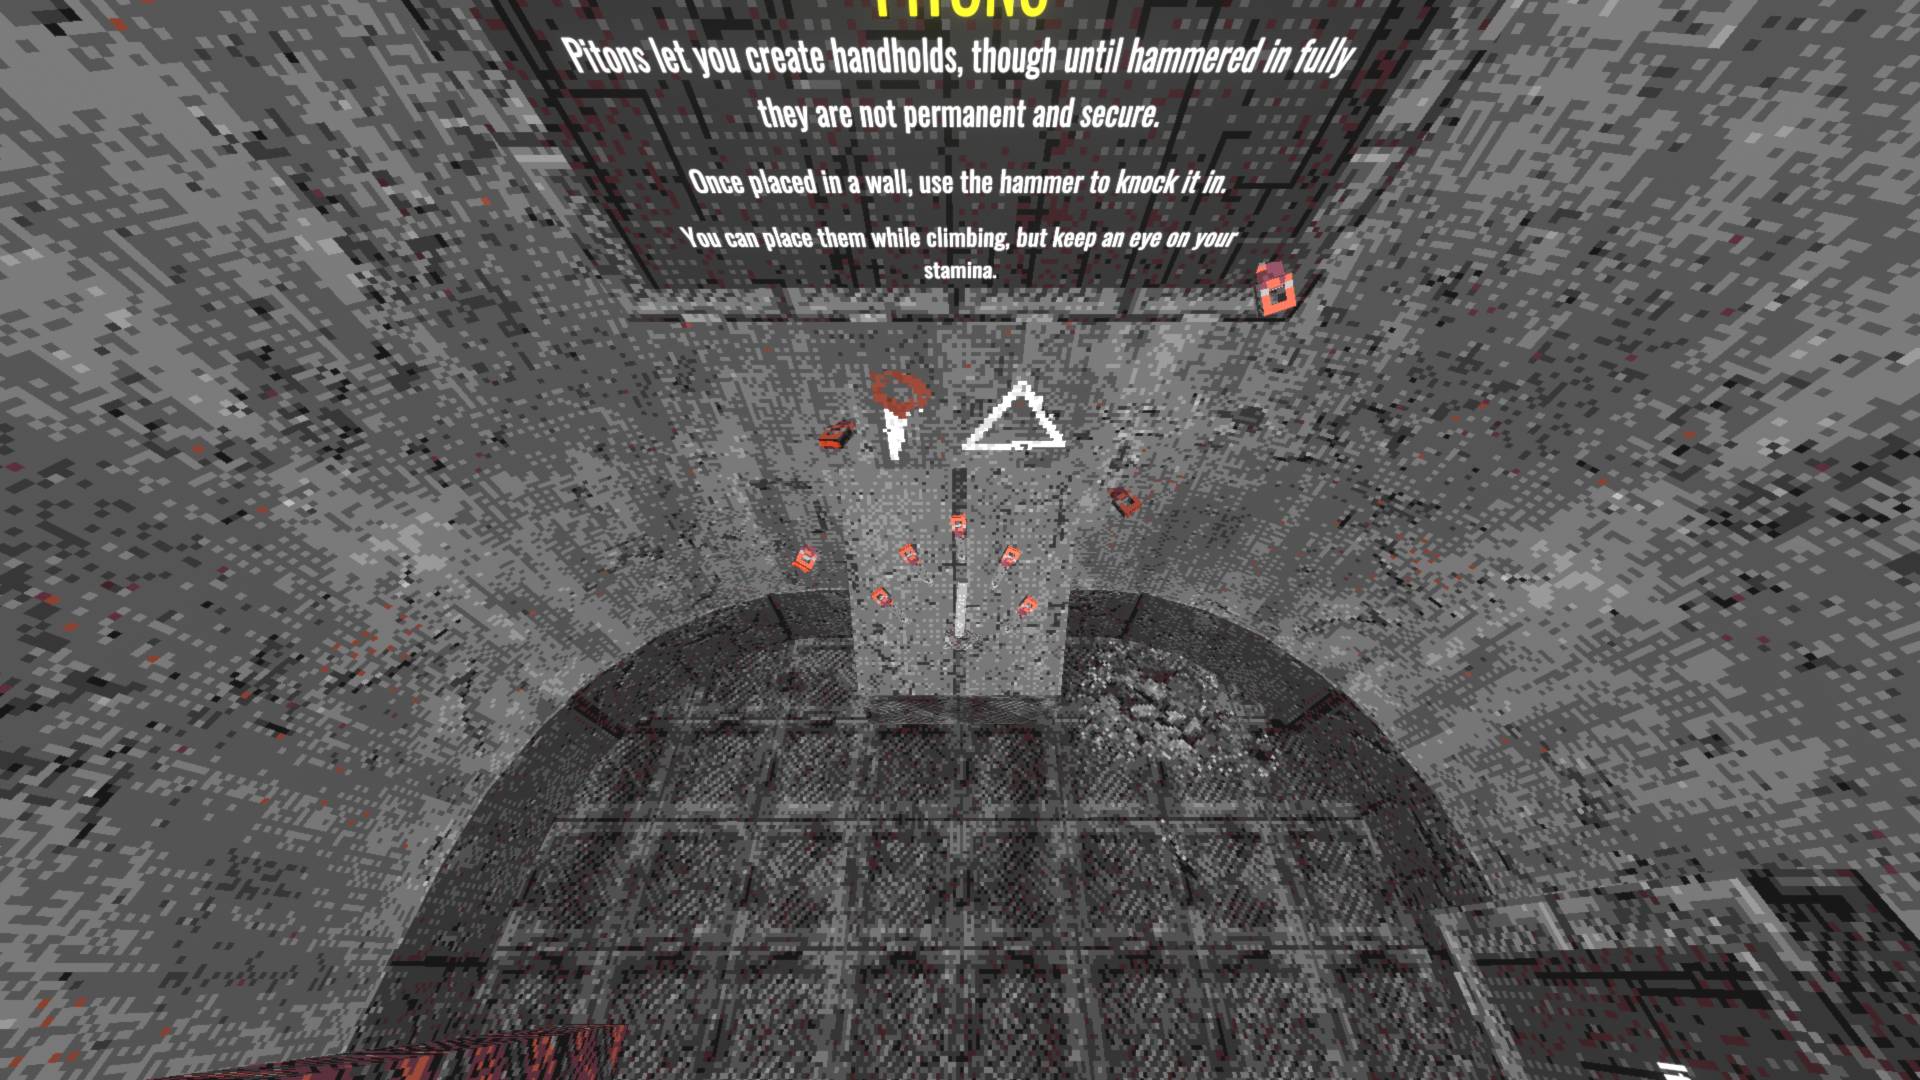 PITONS
Pitons let you create handholds, though until hammered in fully
they are not permanent and secure.
Once placed in a wall, use the hammer to knock it in.
You can place them while climbing, but keep an eye on your
stamina.